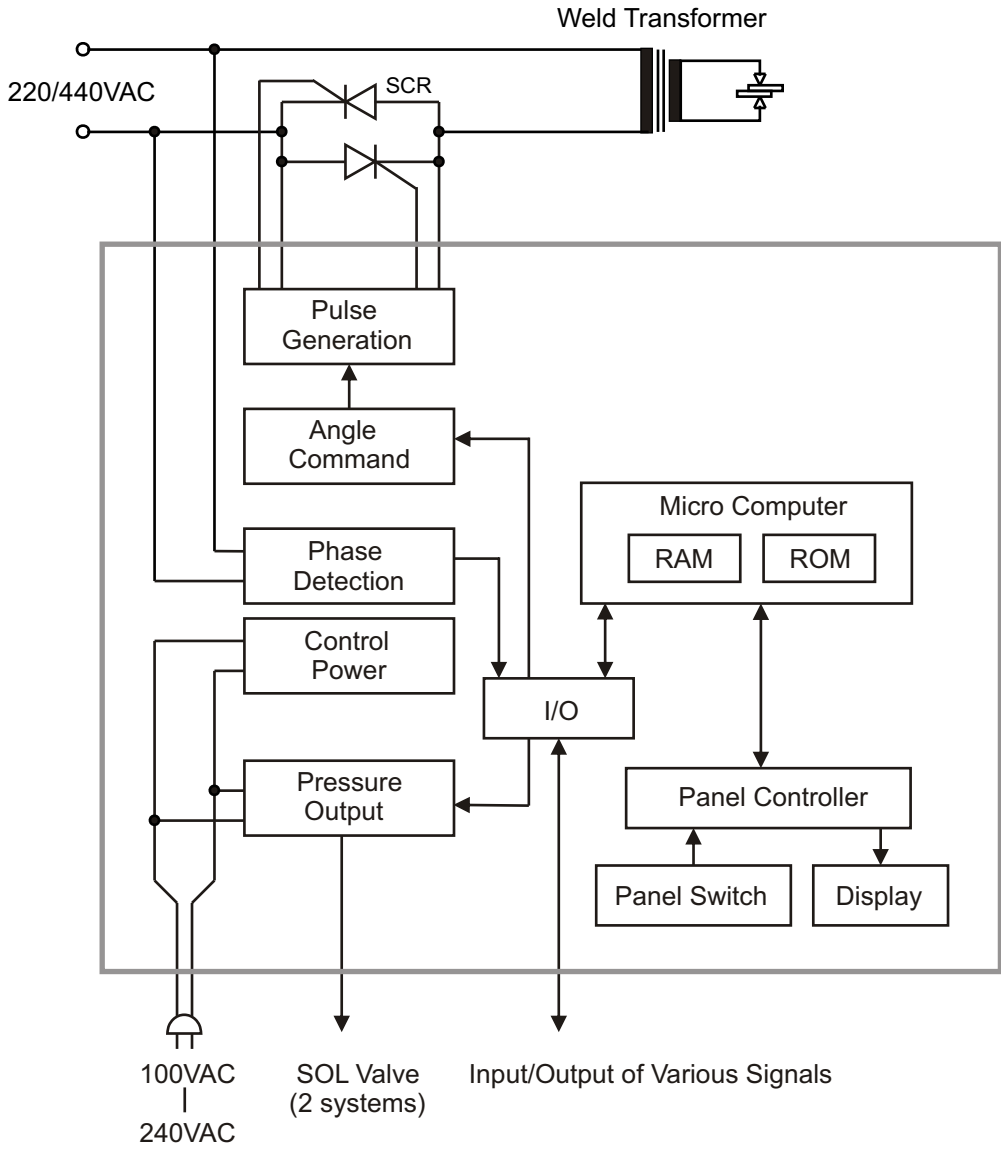 Weld Transformer
220/440VAC
SCR
Pulse
Generation
Angle
Command
Micro Computer
RAM
ROM
Phase
Detection
Control
Power
I/O
Pressure
Output
Panel Controller
Panel Switch
Display
100VAC
240VAC
SOL Valve
(2 systems)
Input/Output of Various Signals